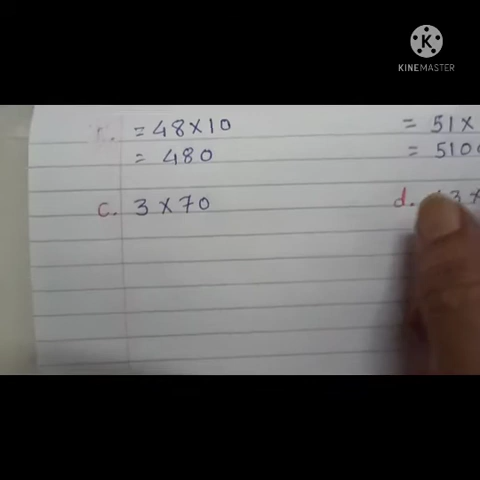 K
KINEMASTER
= 48×10
= 51×
= 480
= 510
c. 3×70
d.